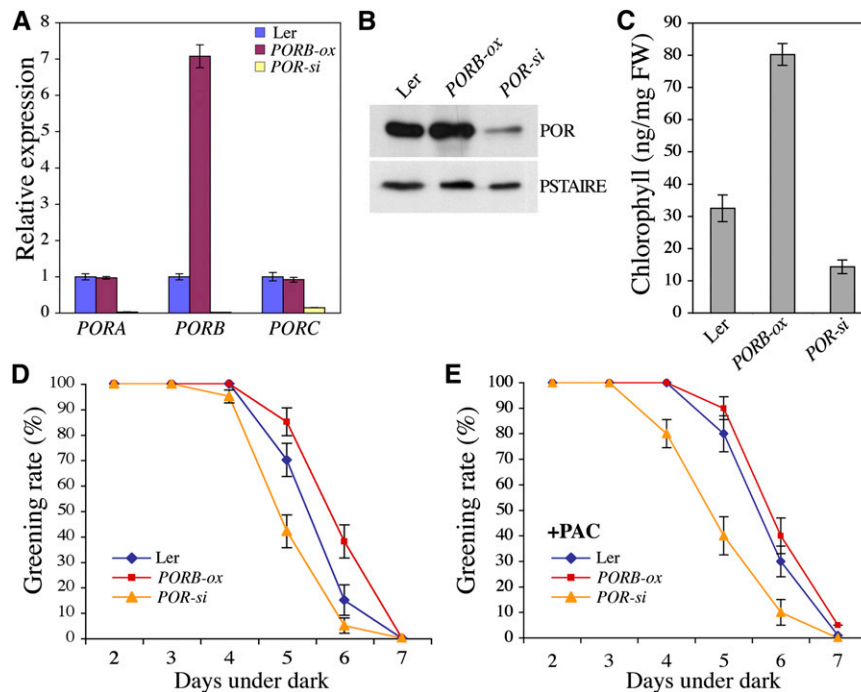 A
Relative expression
8
7
6
5
4
3
2
1
0
Ler
PORB-ox
POR-si
PORA PORB PORC
B
Ler PORB-ox POR-si
POR
PSTAIRE
C
Chlorophyll (ng/mg FW)
90
80
70
60
50
40
30
20
10
0
Ler PORB-ox POR-si
D
Greening rate (%)
100
90
80
70
60
50
40
30
20
10
0
Ler
PORB-ox
POR-si
2 3 4 5 6 7
Days under dark
E
Greening rate (%)
100
90
80
70
60
50
40
30
20
10
0
+PAC
Ler
PORB-ox
POR-si
2 3 4 5 6 7
Days under dark